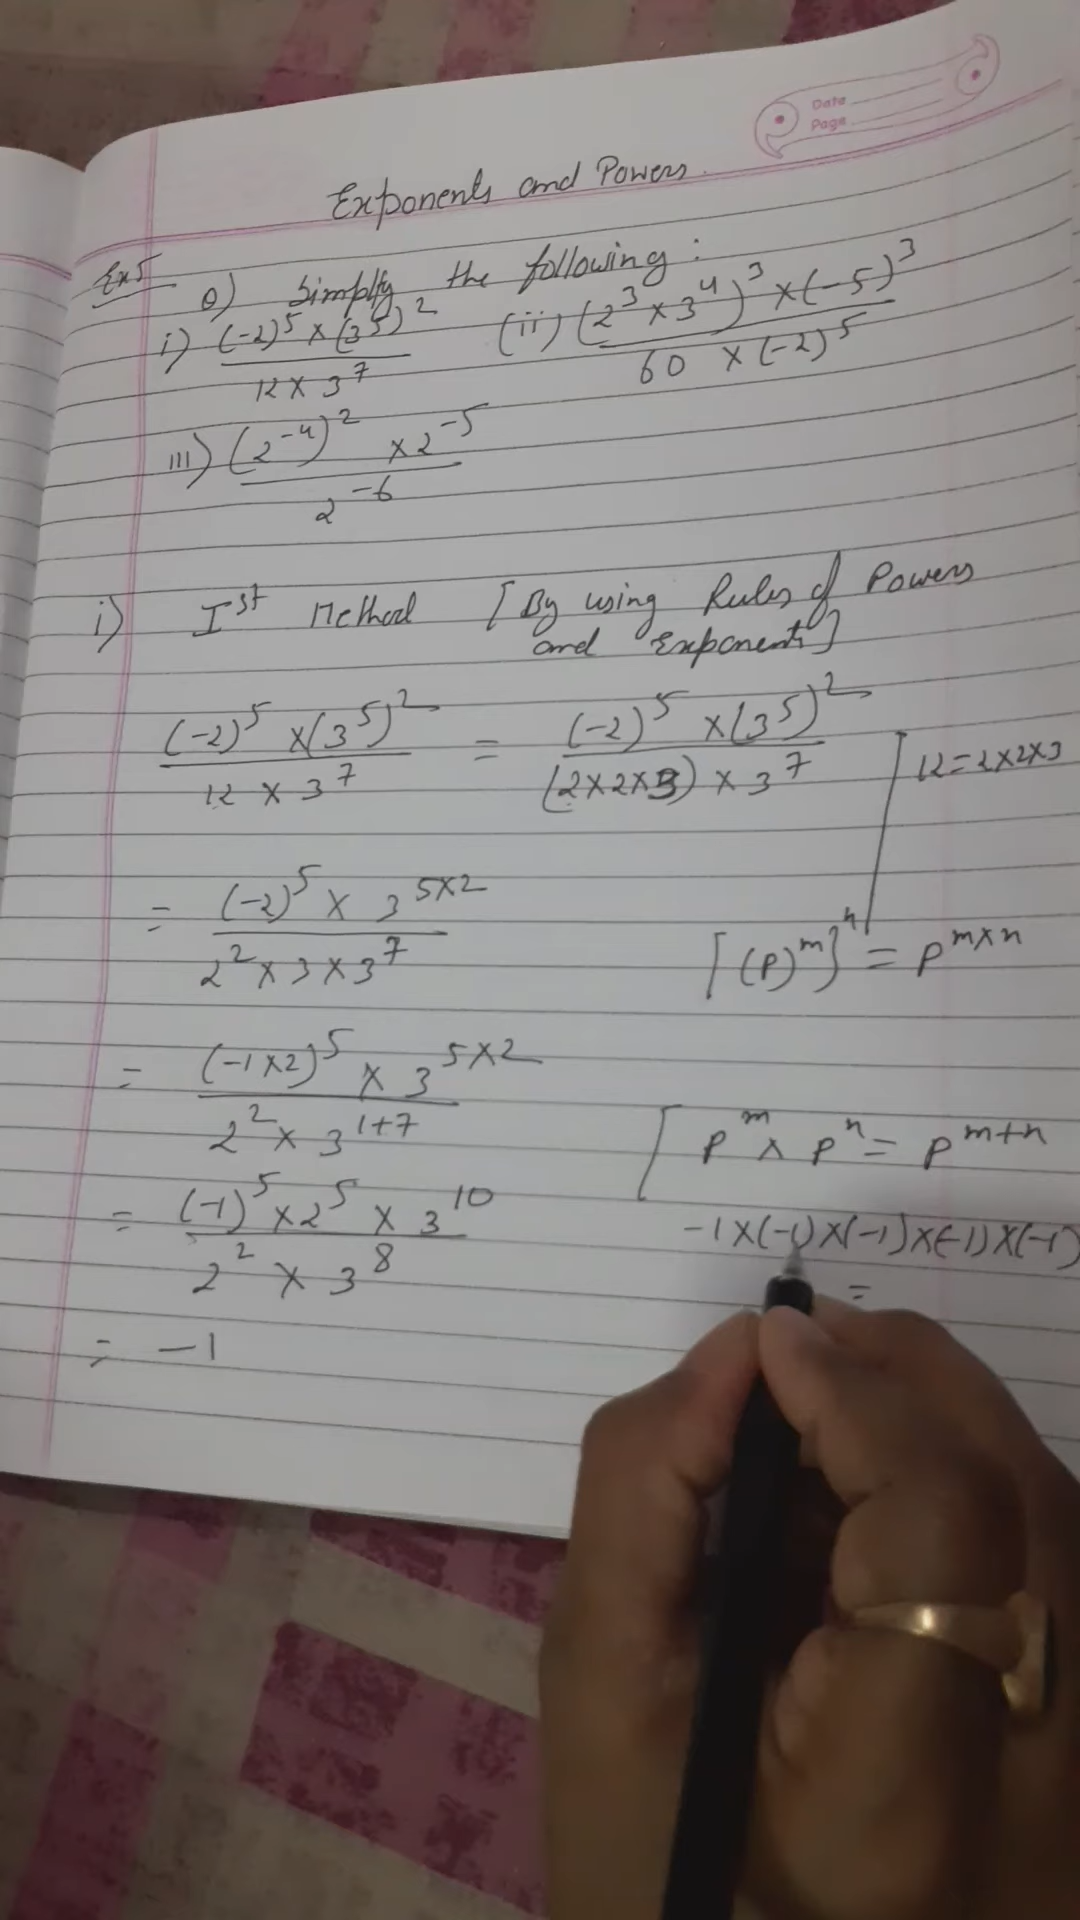 Date
Page
Exponents and Powers
Ex 5
Q) Simplify the following :
i) (-2)^5 × (3^5)^2 / 12 × 3^7 (ii) (2^3 × 3^4)^3 × (-5)^3 / 60 × (-2)^5
iii) (2^-4)^2 × 2^-5 / 2^-6
i) Ist Method [By using Rules of Powers
and Exponents]
(-2)^5 × (3^5)^2 / 12 × 3^7 = (-2)^5 × (3^5)^2 / (2×2×3) × 3^7 [12 = 2×2×3
= (-2)^5 × 3^5×2 / 2^2 × 3 × 3^7 [(P)^m}^n = P^m×n
= (-1×2)^5 × 3^5×2 / 2^2 × 3^1+7 [P^m × P^n = P^m+n
= (-1)^5 × 2^5 × 3^10 / 2^2 × 3^8 -1×(-1)×(-1)×(-1)×(-1)
=
= -1